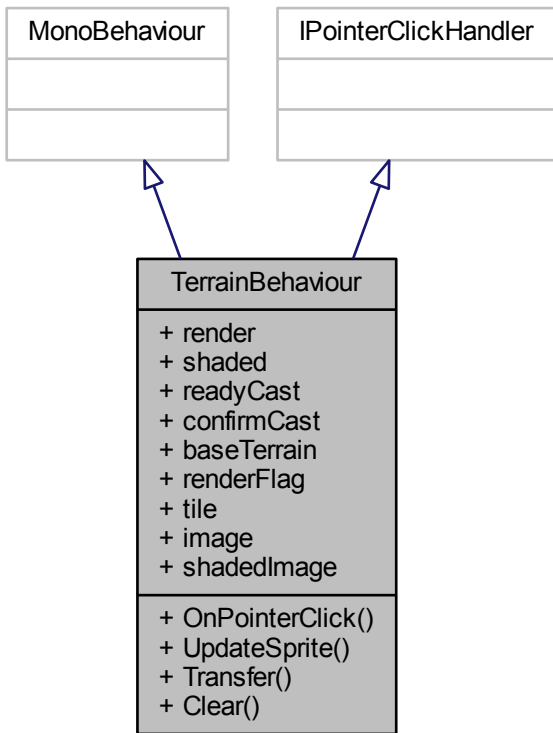 MonoBehaviour
IPointerClickHandler
TerrainBehaviour
+ render
+ shaded
+ readyCast
+ confirmCast
+ baseTerrain
+ renderFlag
+ tile
+ image
+ shadedImage
+ OnPointerClick()
+ UpdateSprite()
+ Transfer()
+ Clear()